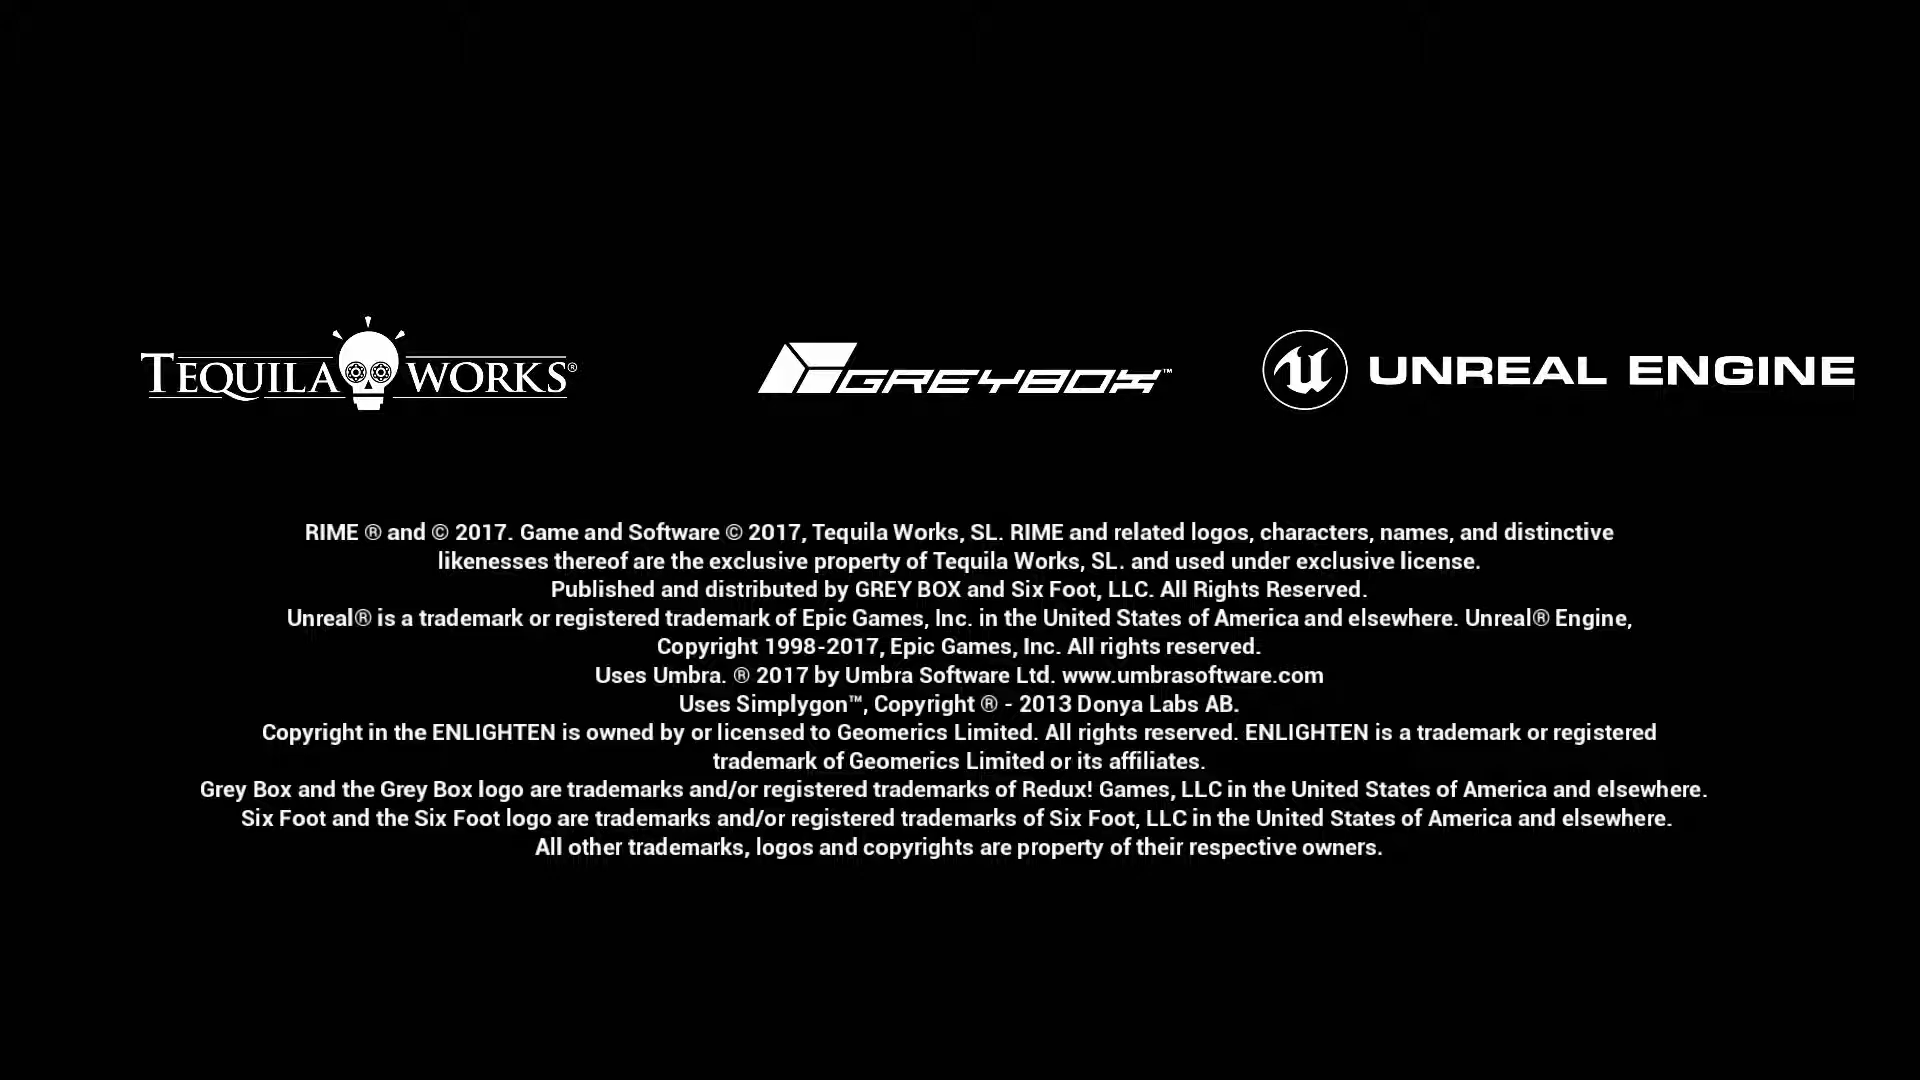 TEQUILA WORKS® GREYBOX™ UNREAL ENGINE
RIME ® and © 2017. Game and Software © 2017, Tequila Works, SL. RIME and related logos, characters, names, and distinctive
likenesses thereof are the exclusive property of Tequila Works, SL. and used under exclusive license.
Published and distributed by GREY BOX and Six Foot, LLC. All Rights Reserved.
Unreal® is a trademark or registered trademark of Epic Games, Inc. in the United States of America and elsewhere. Unreal® Engine,
Copyright 1998-2017, Epic Games, Inc. All rights reserved.
Uses Umbra. ® 2017 by Umbra Software Ltd. www.umbrasoftware.com
Uses Simplygon™, Copyright ® - 2013 Donya Labs AB.
Copyright in the ENLIGHTEN is owned by or licensed to Geomerics Limited. All rights reserved. ENLIGHTEN is a trademark or registered
trademark of Geomerics Limited or its affiliates.
Grey Box and the Grey Box logo are trademarks and/or registered trademarks of Redux! Games, LLC in the United States of America and elsewhere.
Six Foot and the Six Foot logo are trademarks and/or registered trademarks of Six Foot, LLC in the United States of America and elsewhere.
All other trademarks, logos and copyrights are property of their respective owners.